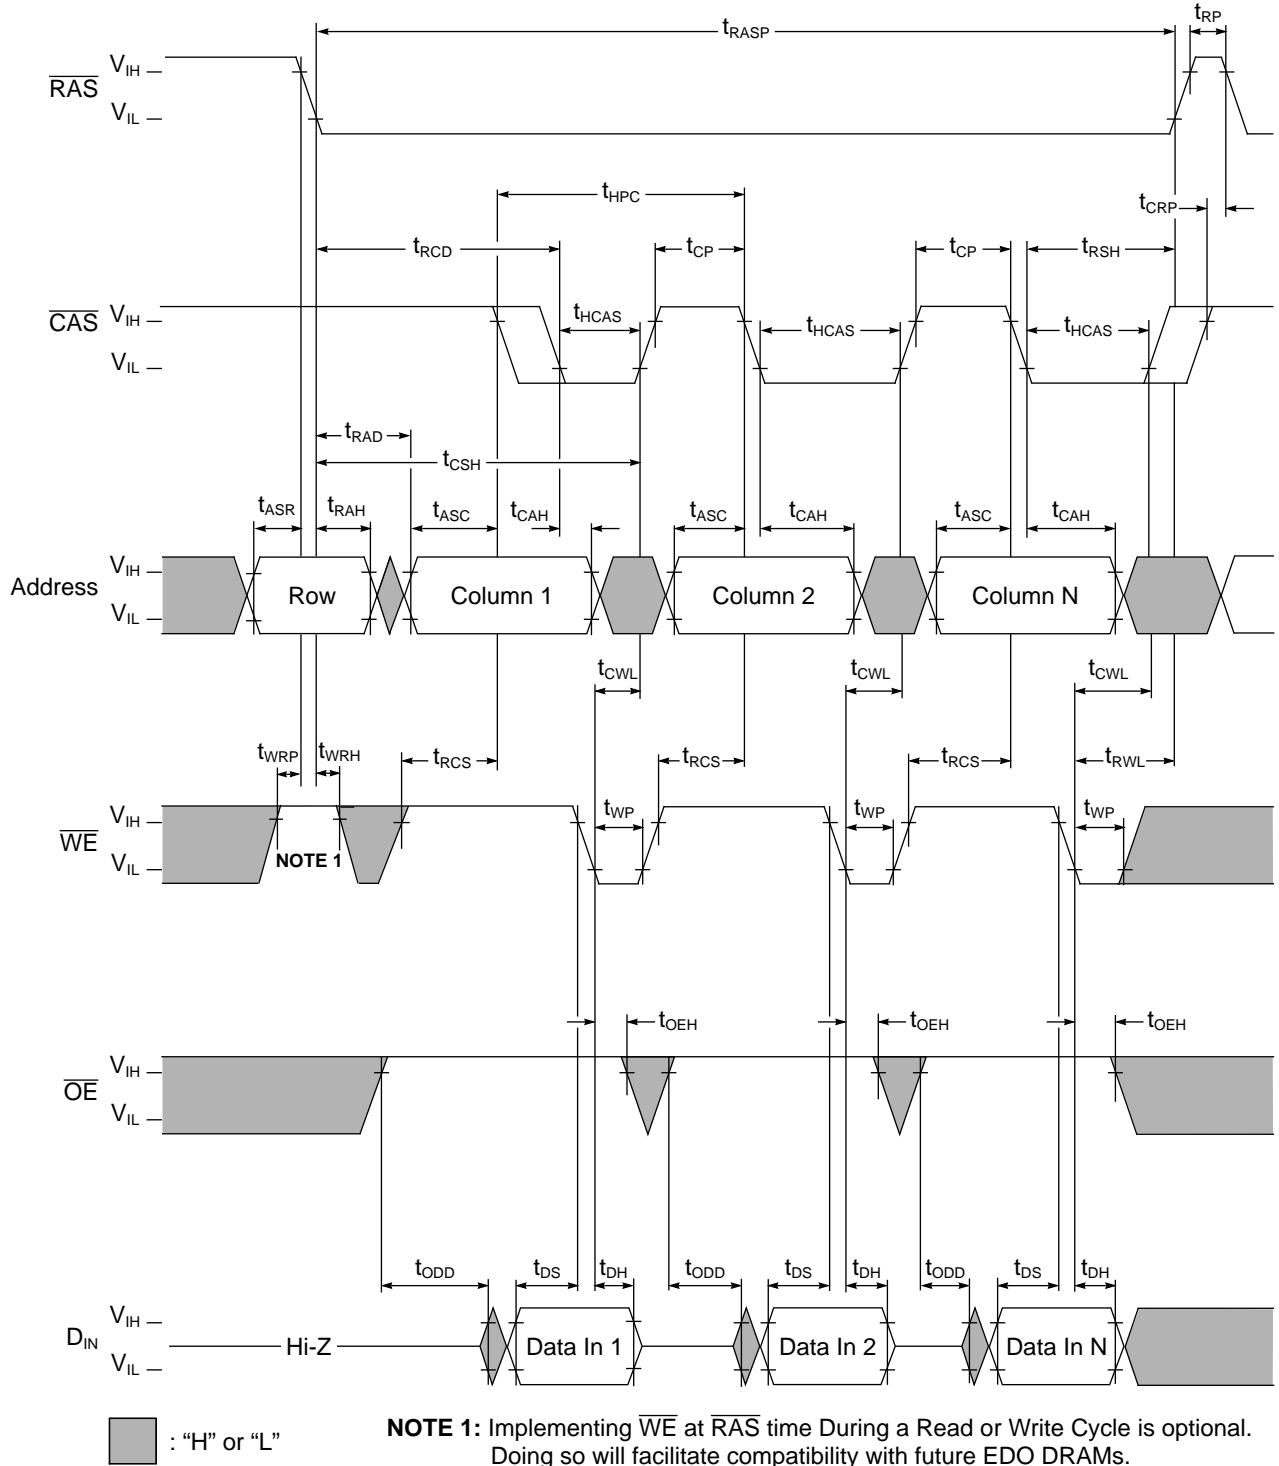 tRP
tRASP
VIH
RAS
VIL
tHPC
tCRP
tRCD
tCP
tCP
tRSH
VIH
CAS
tHCAS
tHCAS
tHCAS
VIL
tRAD
tCSH
tASR
tRAH
tASC
tCAH
tASC
tCAH
tASC
tCAH
VIH
Address
Row
Column 1
Column 2
Column N
VIL
tCWL
tCWL
tCWL
tWRP
tWRH
tRCS
tRCS
tRCS
tRWL
VIH
WE
tWP
tWP
tWP
VIL
NOTE 1
tOEH
tOEH
tOEH
VIH
OE
VIL
tODD
tDS
tDH
tODD
tDS
tDH
tODD
tDS
tDH
VIH
DIN
Hi-Z
Data In 1
Data In 2
Data In N
VIL
: “H” or “L”
NOTE 1: Implementing WE at RAS time During a Read or Write Cycle is optional.
Doing so will facilitate compatibility with future EDO DRAMs.